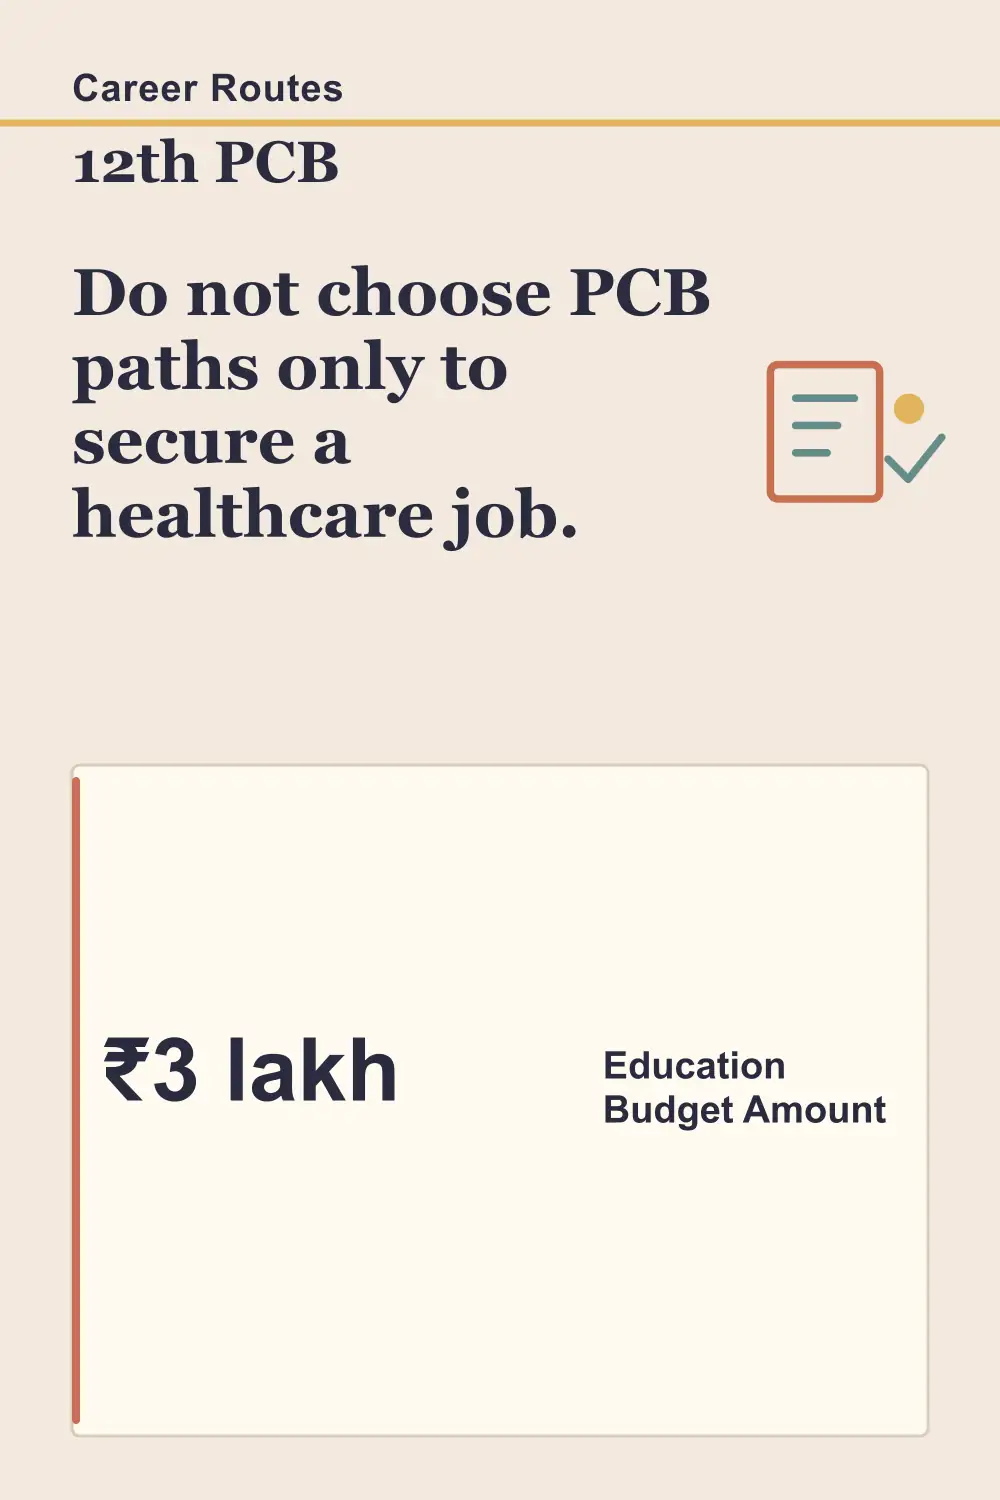 Career Routes
12th PCB
Do not choose PCB
paths only to
secure a
healthcare job.
₹3 lakh
Education
Budget Amount